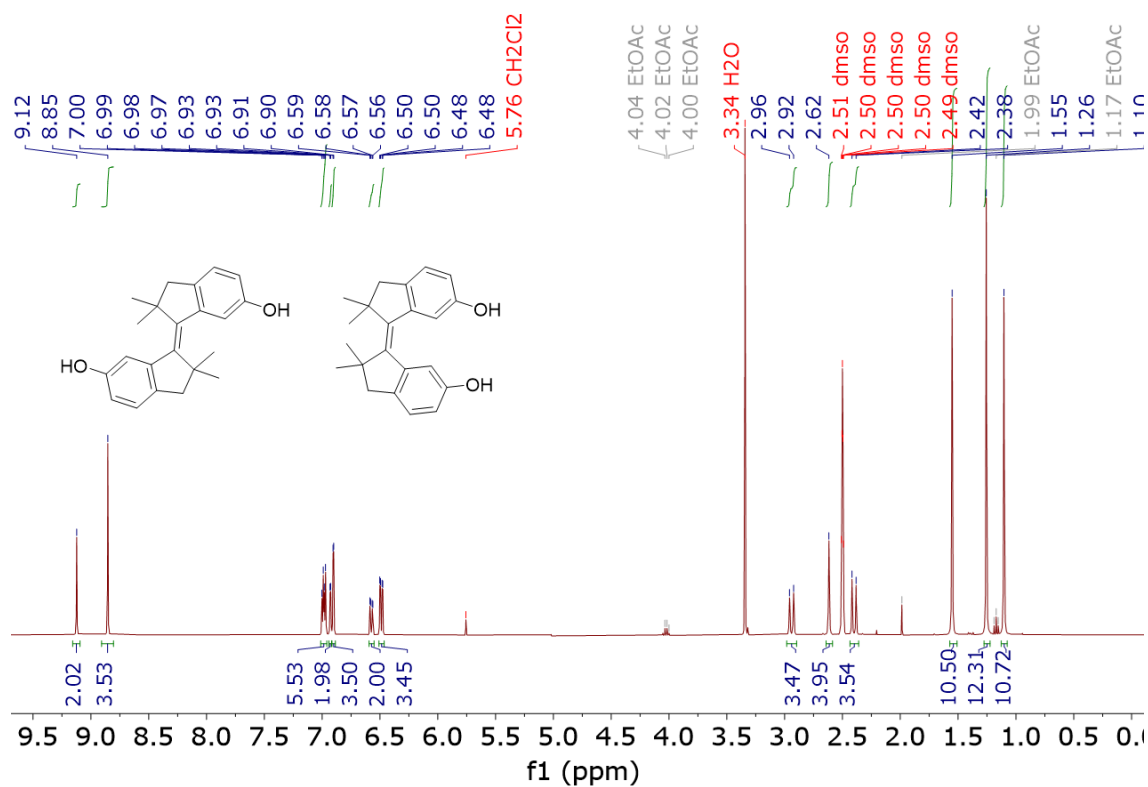 9.12
8.85
7.00
6.99
6.98
6.97
6.93
6.93
6.91
6.90
6.59
6.58
6.57
6.56
6.50
6.50
6.48
6.48
5.76 CH2Cl2
4.04 EtOAc
4.02 EtOAc
4.00 EtOAc
3.34 H2O
2.96
2.92
2.62
2.51 dmso
2.50 dmso
2.50 dmso
2.50 dmso
2.49 dmso
2.42
2.38
1.99 EtOAc
1.55
1.26
1.17 EtOAc
1.10
OH
HO
OH
OH
2.02
3.53
5.53
1.98
3.50
2.00
3.45
3.47
3.95
3.54
10.50
12.31
10.72
9.5 9.0 8.5 8.0 7.5 7.0 6.5 6.0 5.5 5.0 4.5 4.0 3.5 3.0 2.5 2.0 1.5 1.0 0.5 0.0
f1 (ppm)